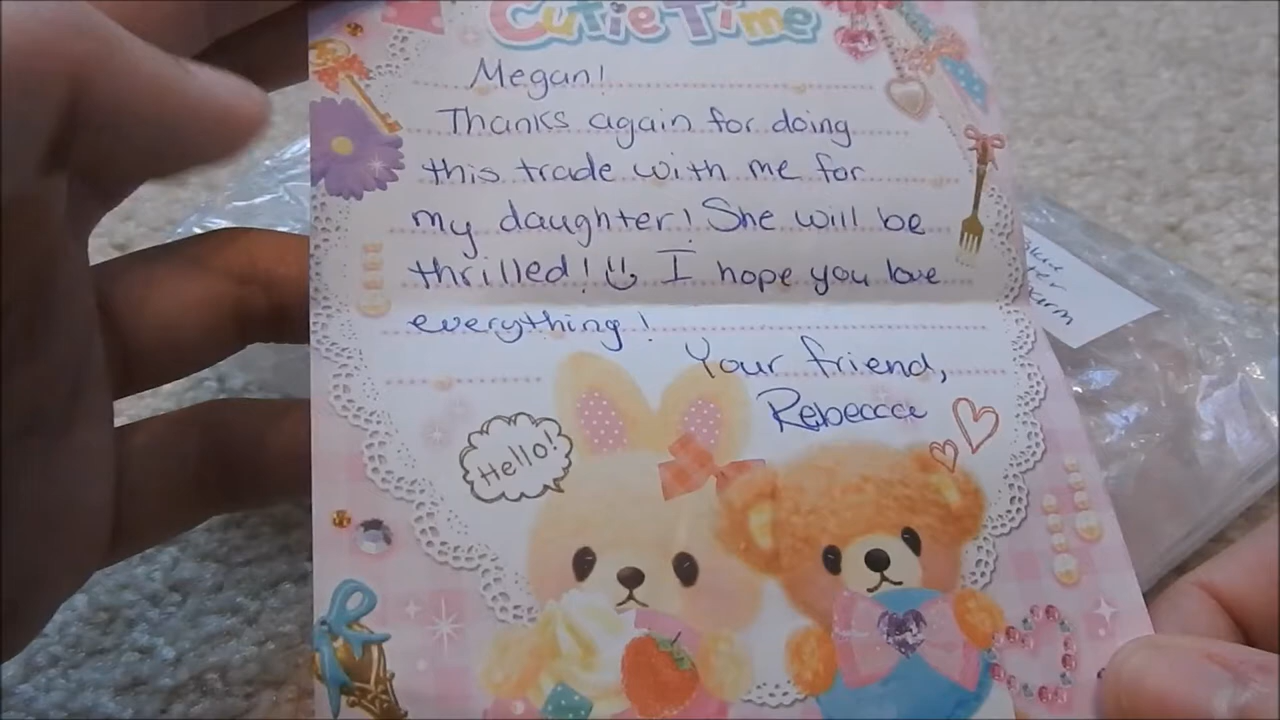 Cutie Time
Megan!
Thanks again for doing
this trade with me for
my daughter! She will be
thrilled! I hope you love
everything!
Your friend,
Rebecca
Hello!